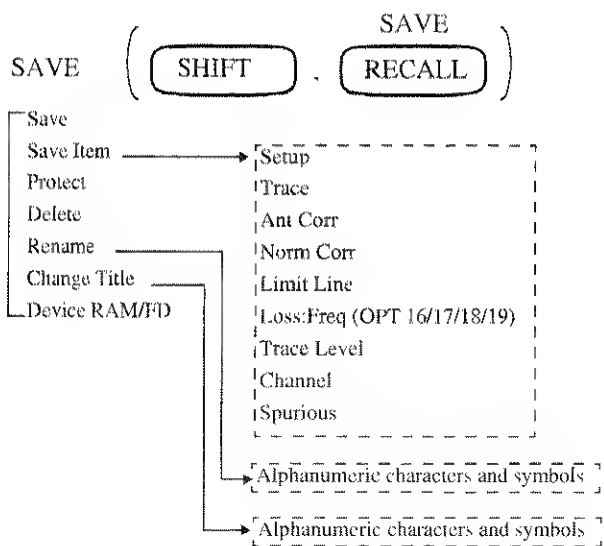 SAVE
SAVE ( SHIFT , RECALL )
Save
Save Item
Protect
Delete
Rename
Change Title
Device RAM/FD
Setup
Trace
Ant Corr
Norm Corr
Limit Line
Loss:Freq (OPT 16/17/18/19)
Trace Level
Channel
Spurious
Alphanumeric characters and symbols
Alphanumeric characters and symbols